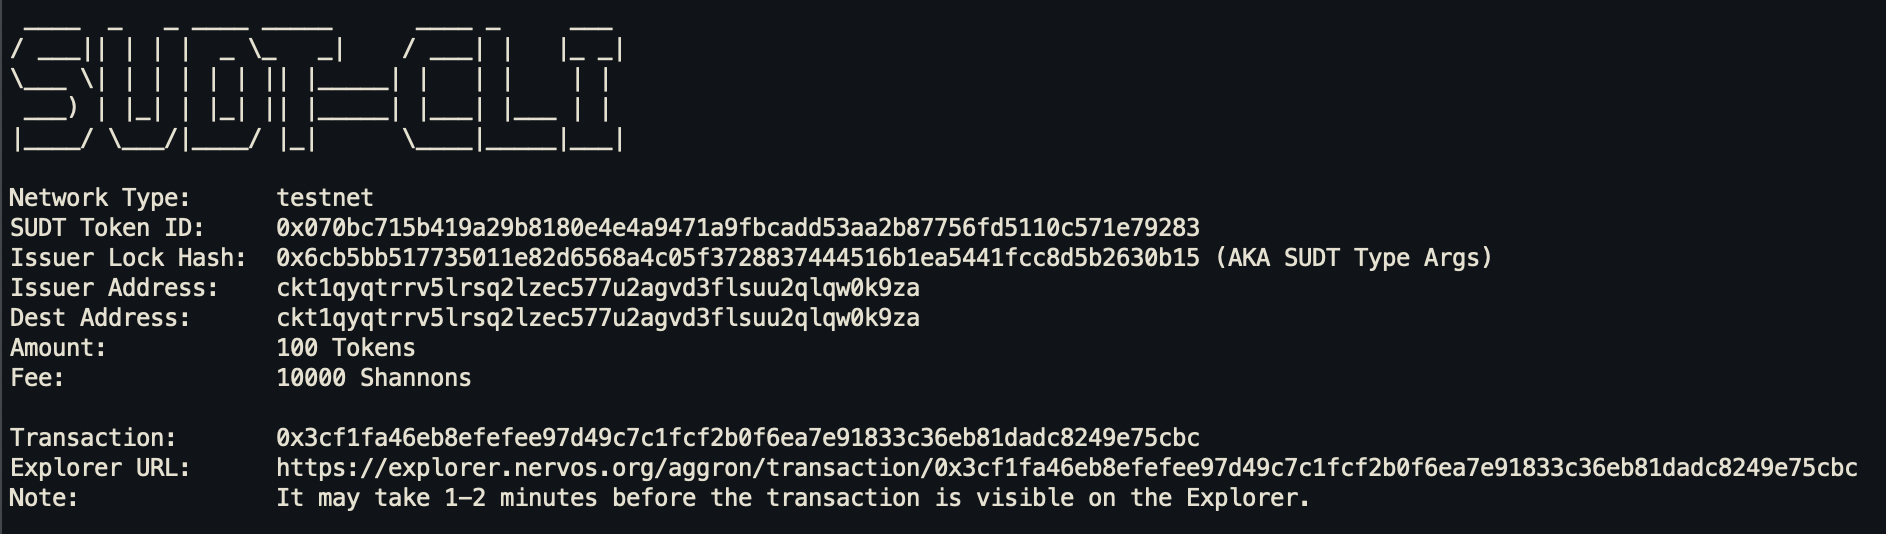 SUDT-CLI
Network Type: testnet
SUDT Token ID: 0x070bc715b419a29b8180e4e4a9471a9fbcadd53aa2b87756fd5110c571e79283
Issuer Lock Hash: 0x6cb5bb517735011e82d6568a4c05f3728837444516b1ea5441fcc8d5b2630b15 (AKA SUDT Type Args)
Issuer Address: ckt1qyqtrrv5lrsq2lzec577u2agvd3flsuu2qlqw0k9za
Dest Address: ckt1qyqtrrv5lrsq2lzec577u2agvd3flsuu2qlqw0k9za
Amount: 100 Tokens
Fee: 10000 Shannons
Transaction: 0x3cf1fa46eb8efefee97d49c7c1fcf2b0f6ea7e91833c36eb81dadc8249e75cbc
Explorer URL: https://explorer.nervos.org/aggron/transaction/0x3cf1fa46eb8efefee97d49c7c1fcf2b0f6ea7e91833c36eb81dadc8249e75cbc
Note: It may take 1-2 minutes before the transaction is visible on the Explorer.